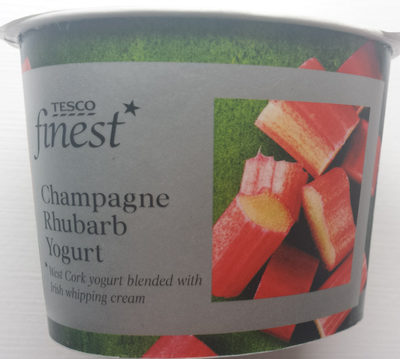 TESCO
finest*
Champagne
Rhubarb
Yogurt
*West Cork yogurt blended with
Irish whipping cream